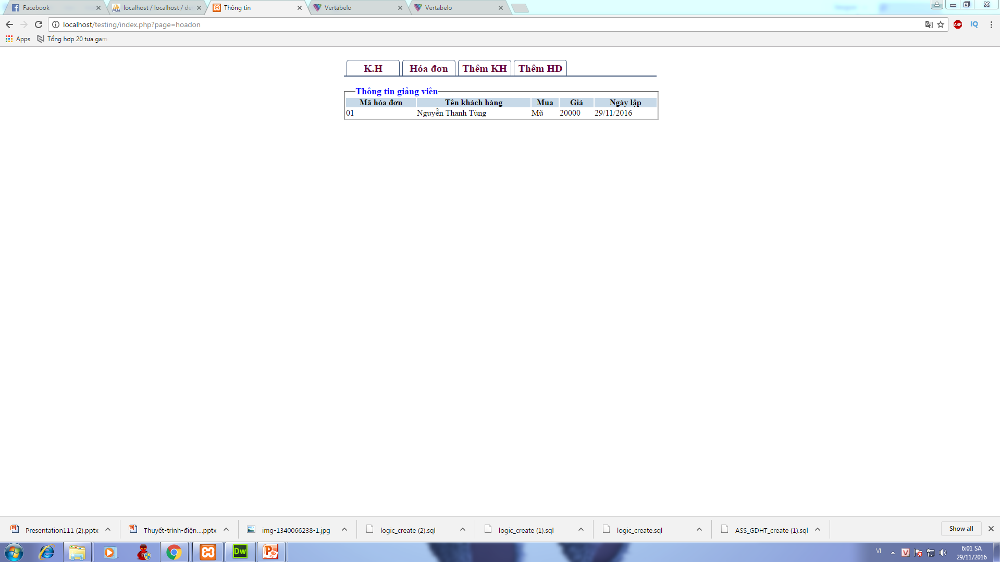 Facebook
localhost / localhost / de
Thông tin
Vertabelo
Vertabelo
localhost/testing/index.php?page=hoadon
ABP
IQ
Apps
Tổng hợp 20 tựa gam
K.H
Hóa đơn
Thêm KH
Thêm HĐ
Thông tin giảng viên
Mã hóa đơn Tên khách hàng Mua Giá Ngày lập
01 Nguyễn Thanh Tùng Mũ 20000 29/11/2016
Presentation111 (2).pptx
Thuyết-trình-điện....pptx
img-1340066238-1.jpg
logic_create (2).sql
logic_create (1).sql
logic_create.sql
ASS_GDHT_create (1).sql
Show all
Dw
VI
V
6:01 SA
29/11/2016